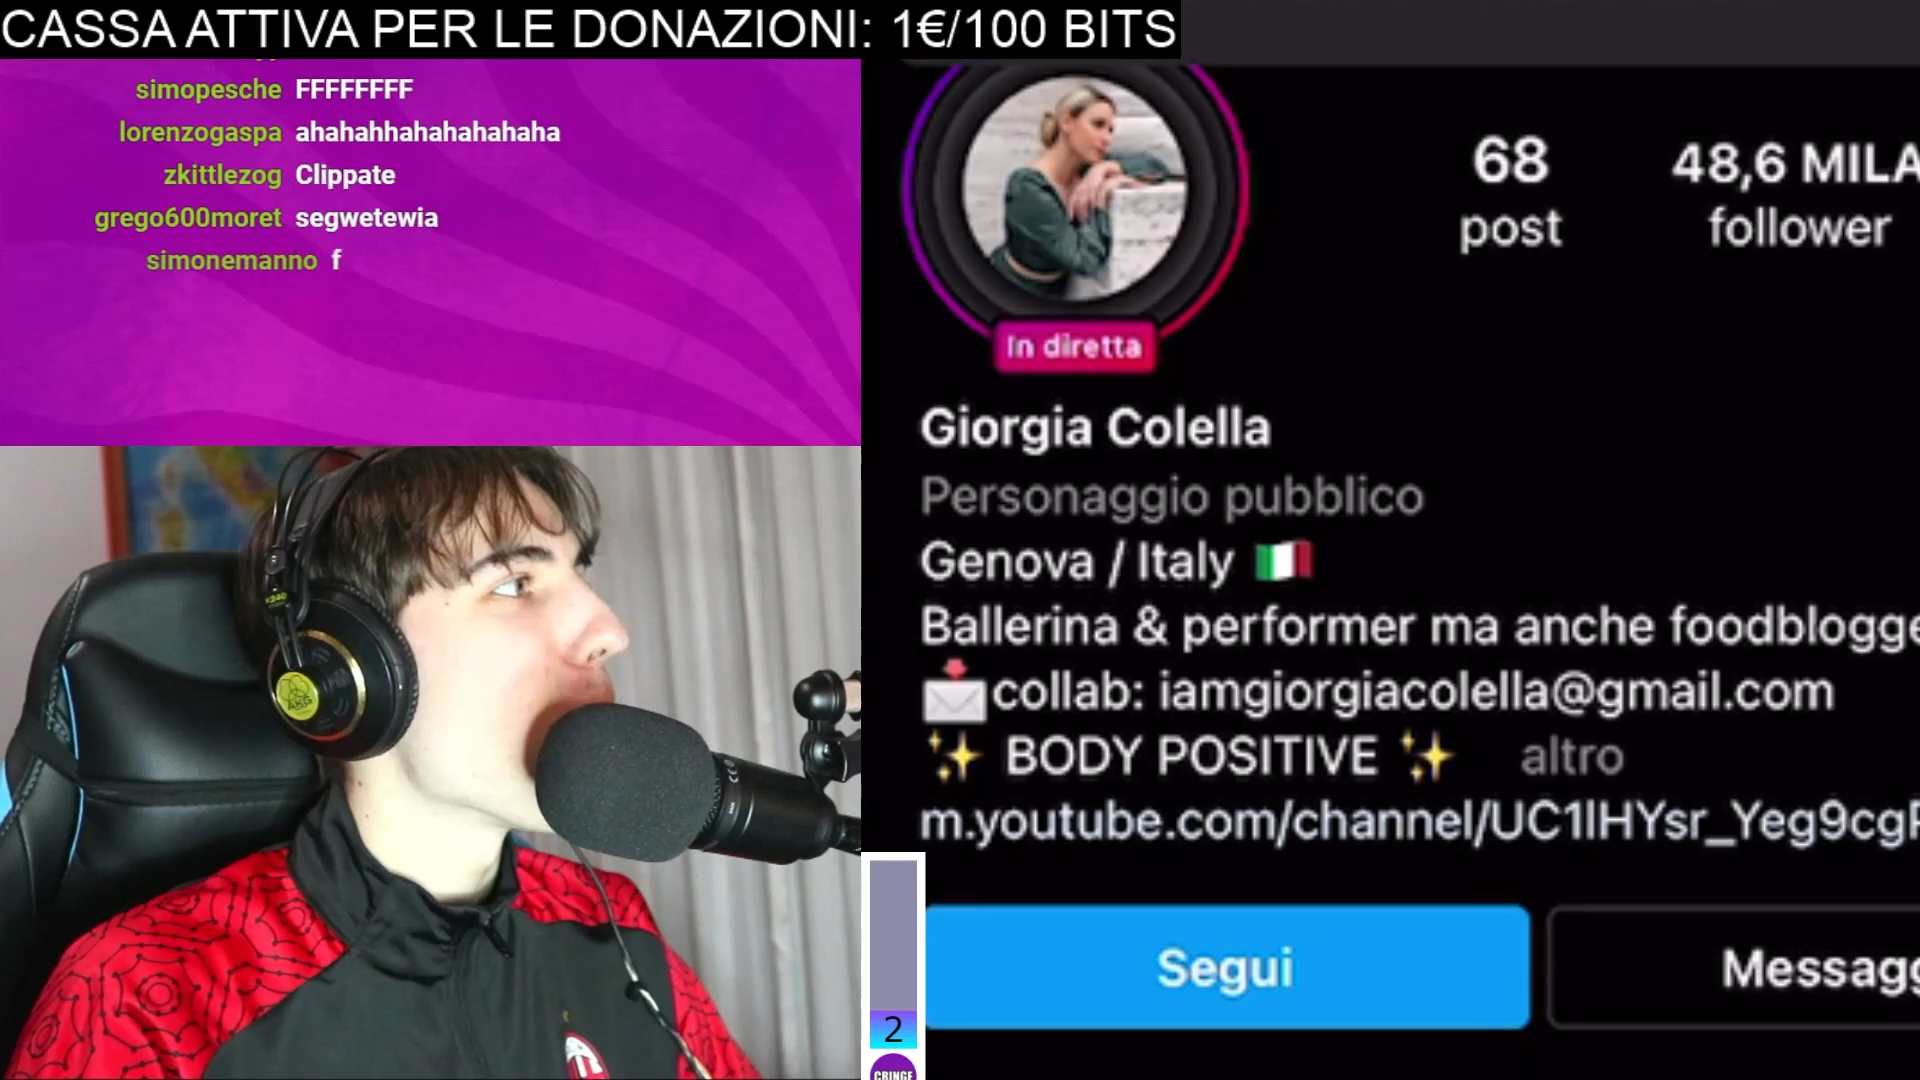 CASSA ATTIVA PER LE DONAZIONI: 1€/100 BITS
simopesche FFFFFFFF
lorenzogaspa ahahahhahahahahaha
zkittlezog Clippate
grego600moret segwetewia
simonemanno f
68
post
48,6 MILA
follower
In diretta
Giorgia Colella
Personaggio pubblico
Genova / Italy 🇮🇹
Ballerina & performer ma anche foodblogge
📩collab: iamgiorgiacolella@gmail.com
✨ BODY POSITIVE ✨ altro
m.youtube.com/channel/UC1lHYsr_Yeg9cg
Segui
Messagg
2
CRINGE
AKG